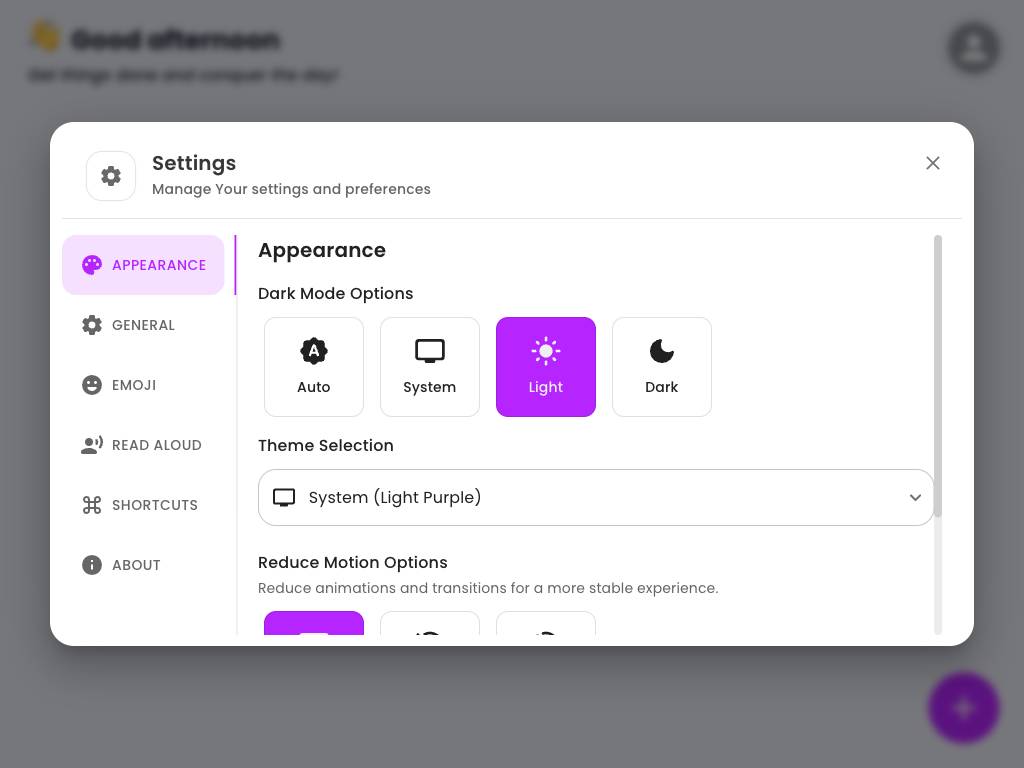 👋 Good afternoon
Get things done and conquer the day!
Settings
Manage Your settings and preferences
APPEARANCE
GENERAL
EMOJI
READ ALOUD
SHORTCUTS
ABOUT
Appearance
Dark Mode Options
Auto
System
Light
Dark
Theme Selection
System (Light Purple)
Reduce Motion Options
Reduce animations and transitions for a more stable experience.